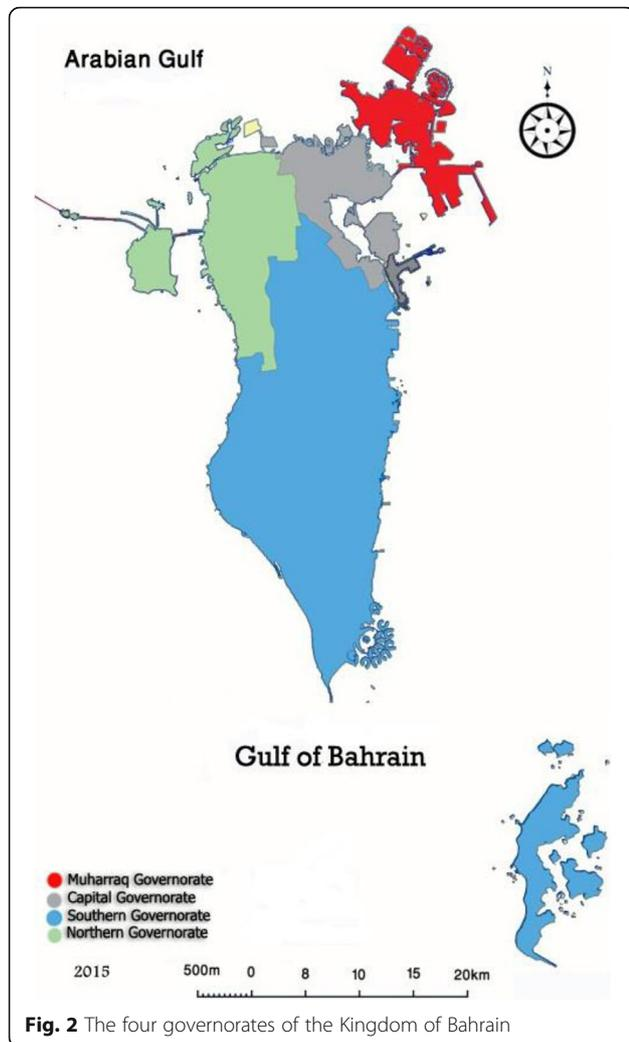 Arabian Gulf
N
Gulf of Bahrain
Muharraq Governorate
Capital Governorate
Southern Governorate
Northern Governorate
2015
500m 0 8 10 15 20km
Fig. 2 The four governorates of the Kingdom of Bahrain